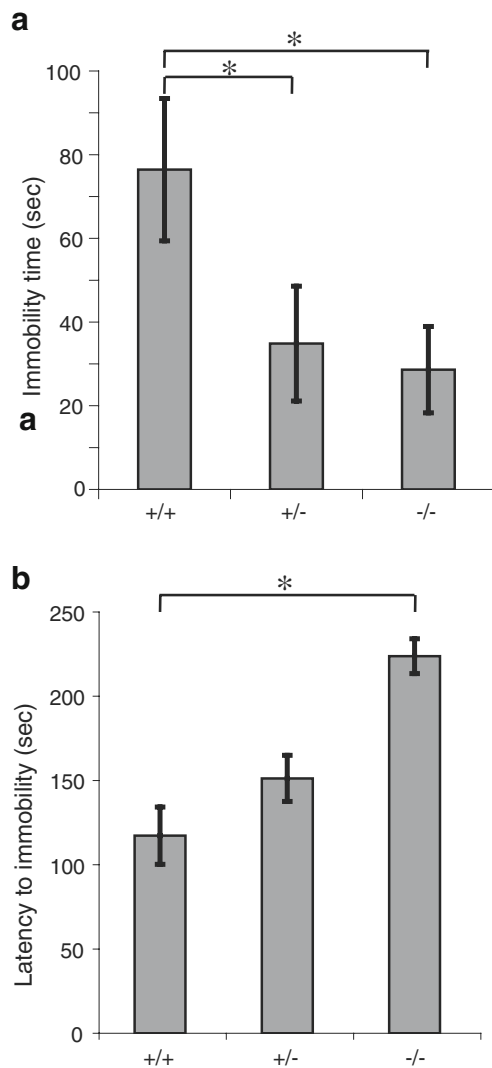 a
*
*
100
80
60
40
20
0
Immobility time (sec)
a
+/+ +/- -/-
b
*
250
200
150
100
50
0
Latency to immobility (sec)
+/+ +/- -/-